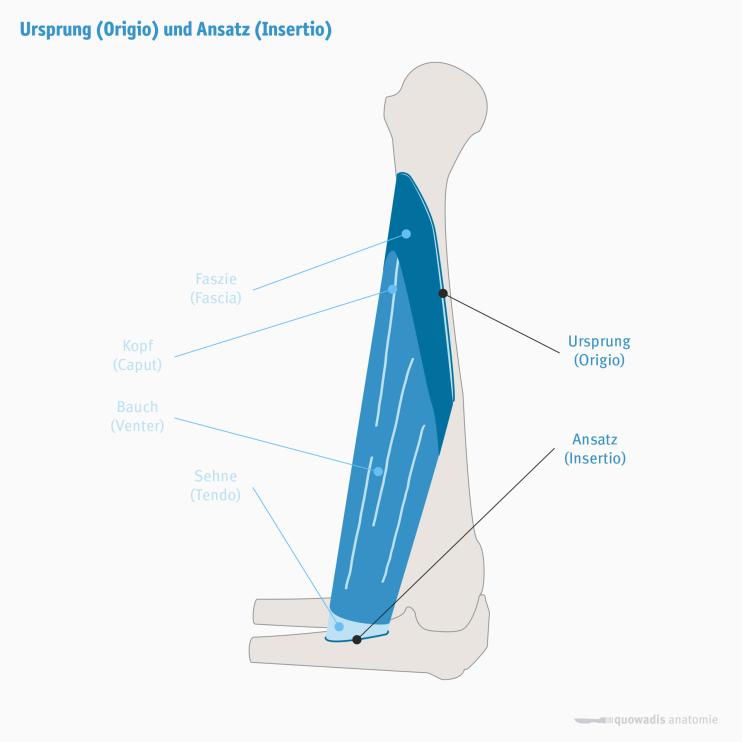 Ursprung (Origio) und Ansatz (Insertio)
Faszie
(Fascia)
Kopf
(Caput)
Bauch
(Venter)
Sehne
(Tendo)
Ursprung
(Origio)
Ansatz
(Insertio)
quowadis anatomie